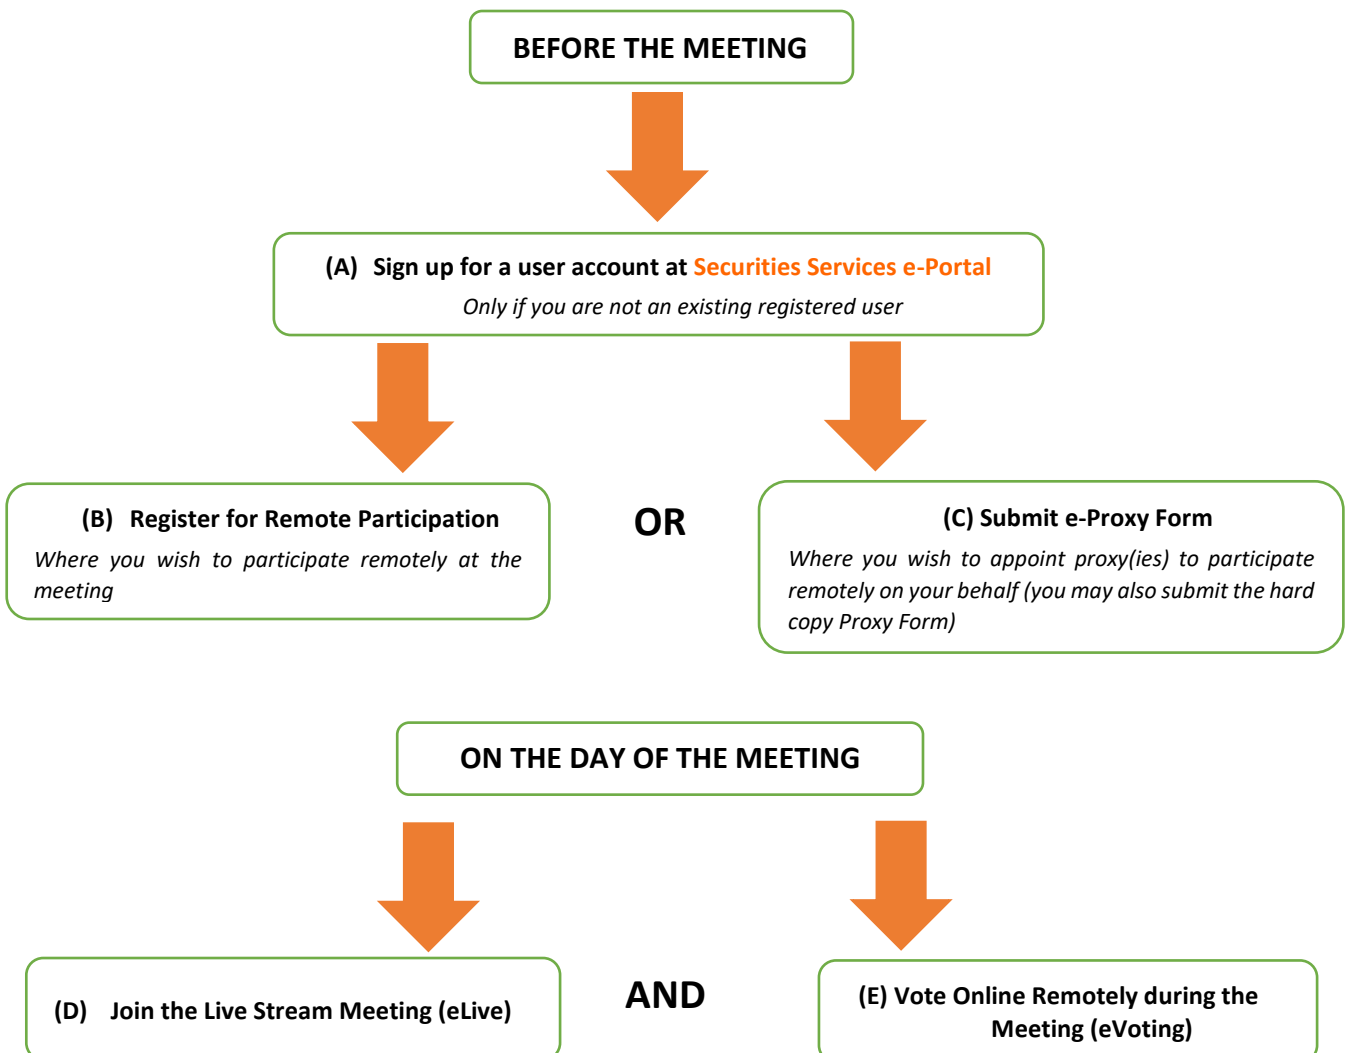 BEFORE THE MEETING
(A) Sign up for a user account at Securities Services e-Portal
Only if you are not an existing registered user
(B) Register for Remote Participation
Where you wish to participate remotely at the
meeting
OR
(C) Submit e-Proxy Form
Where you wish to appoint proxy(ies) to participate
remotely on your behalf (you may also submit the hard
copy Proxy Form)
ON THE DAY OF THE MEETING
(D) Join the Live Stream Meeting (eLive)
AND
(E) Vote Online Remotely during the
Meeting (eVoting)